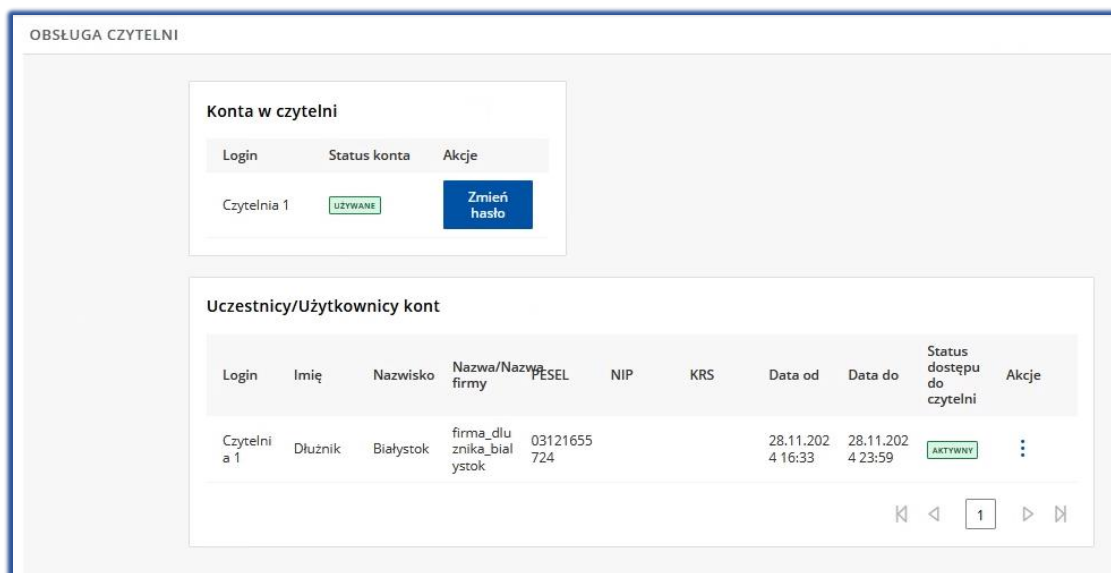 OBSŁUGA CZYTELNI
Konta w czytelni
Login Status konta Akcje
Czytelnia 1 UŻYWANE Zmień
hasło
Uczestnicy/Użytkownicy kont
Login Imię Nazwisko Nazwa/Nazwa
firmy PESEL NIP KRS Data od Data do Status
dostępu
do
czytelni Akcje
Czytelni
a 1 Dłużnik Białystok firma_dlu
znika_bial
ystok 03121655
724 28.11.202
4 16:33 28.11.202
4 23:59 AKTYWNY
1